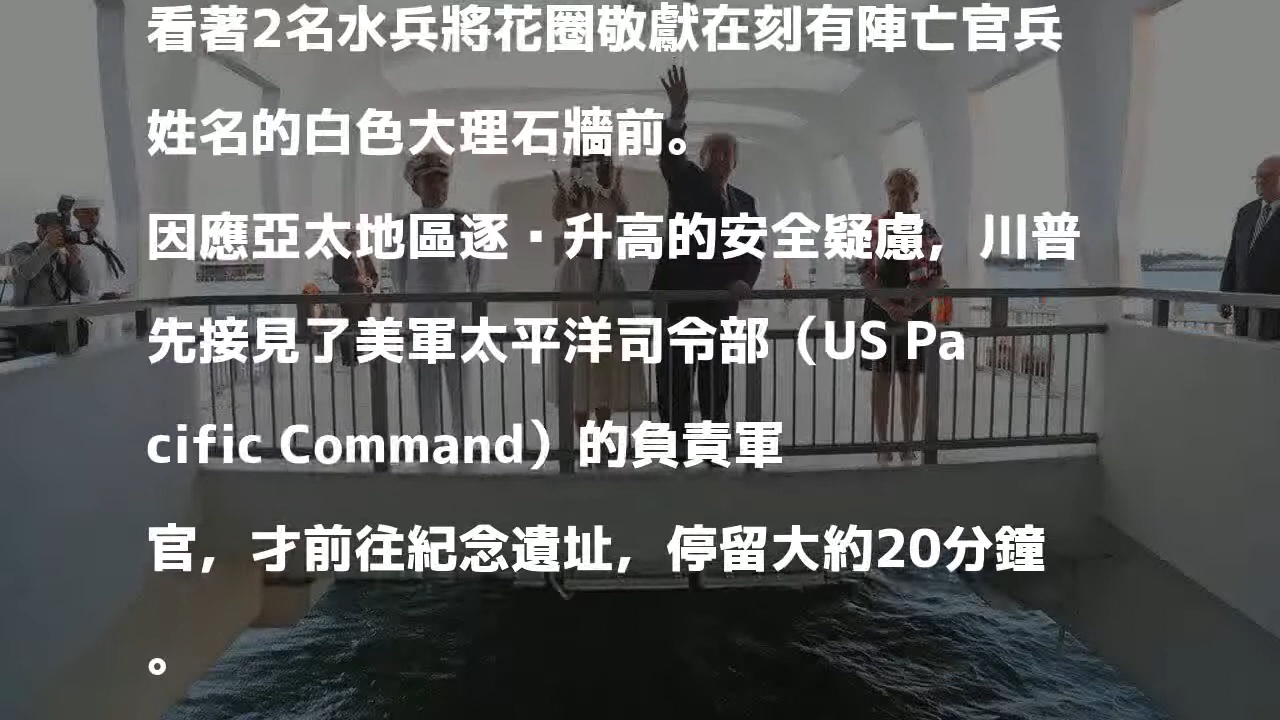 看著2名水兵將花圈敬獻在刻有陣亡官兵
姓名的白色大理石牆前。
因應亞太地區逐·升高的安全疑慮，川普
先接見了美軍太平洋司令部（US Pa
cific Command）的負責軍
官，才前往紀念遺址，停留大約20分鐘
。